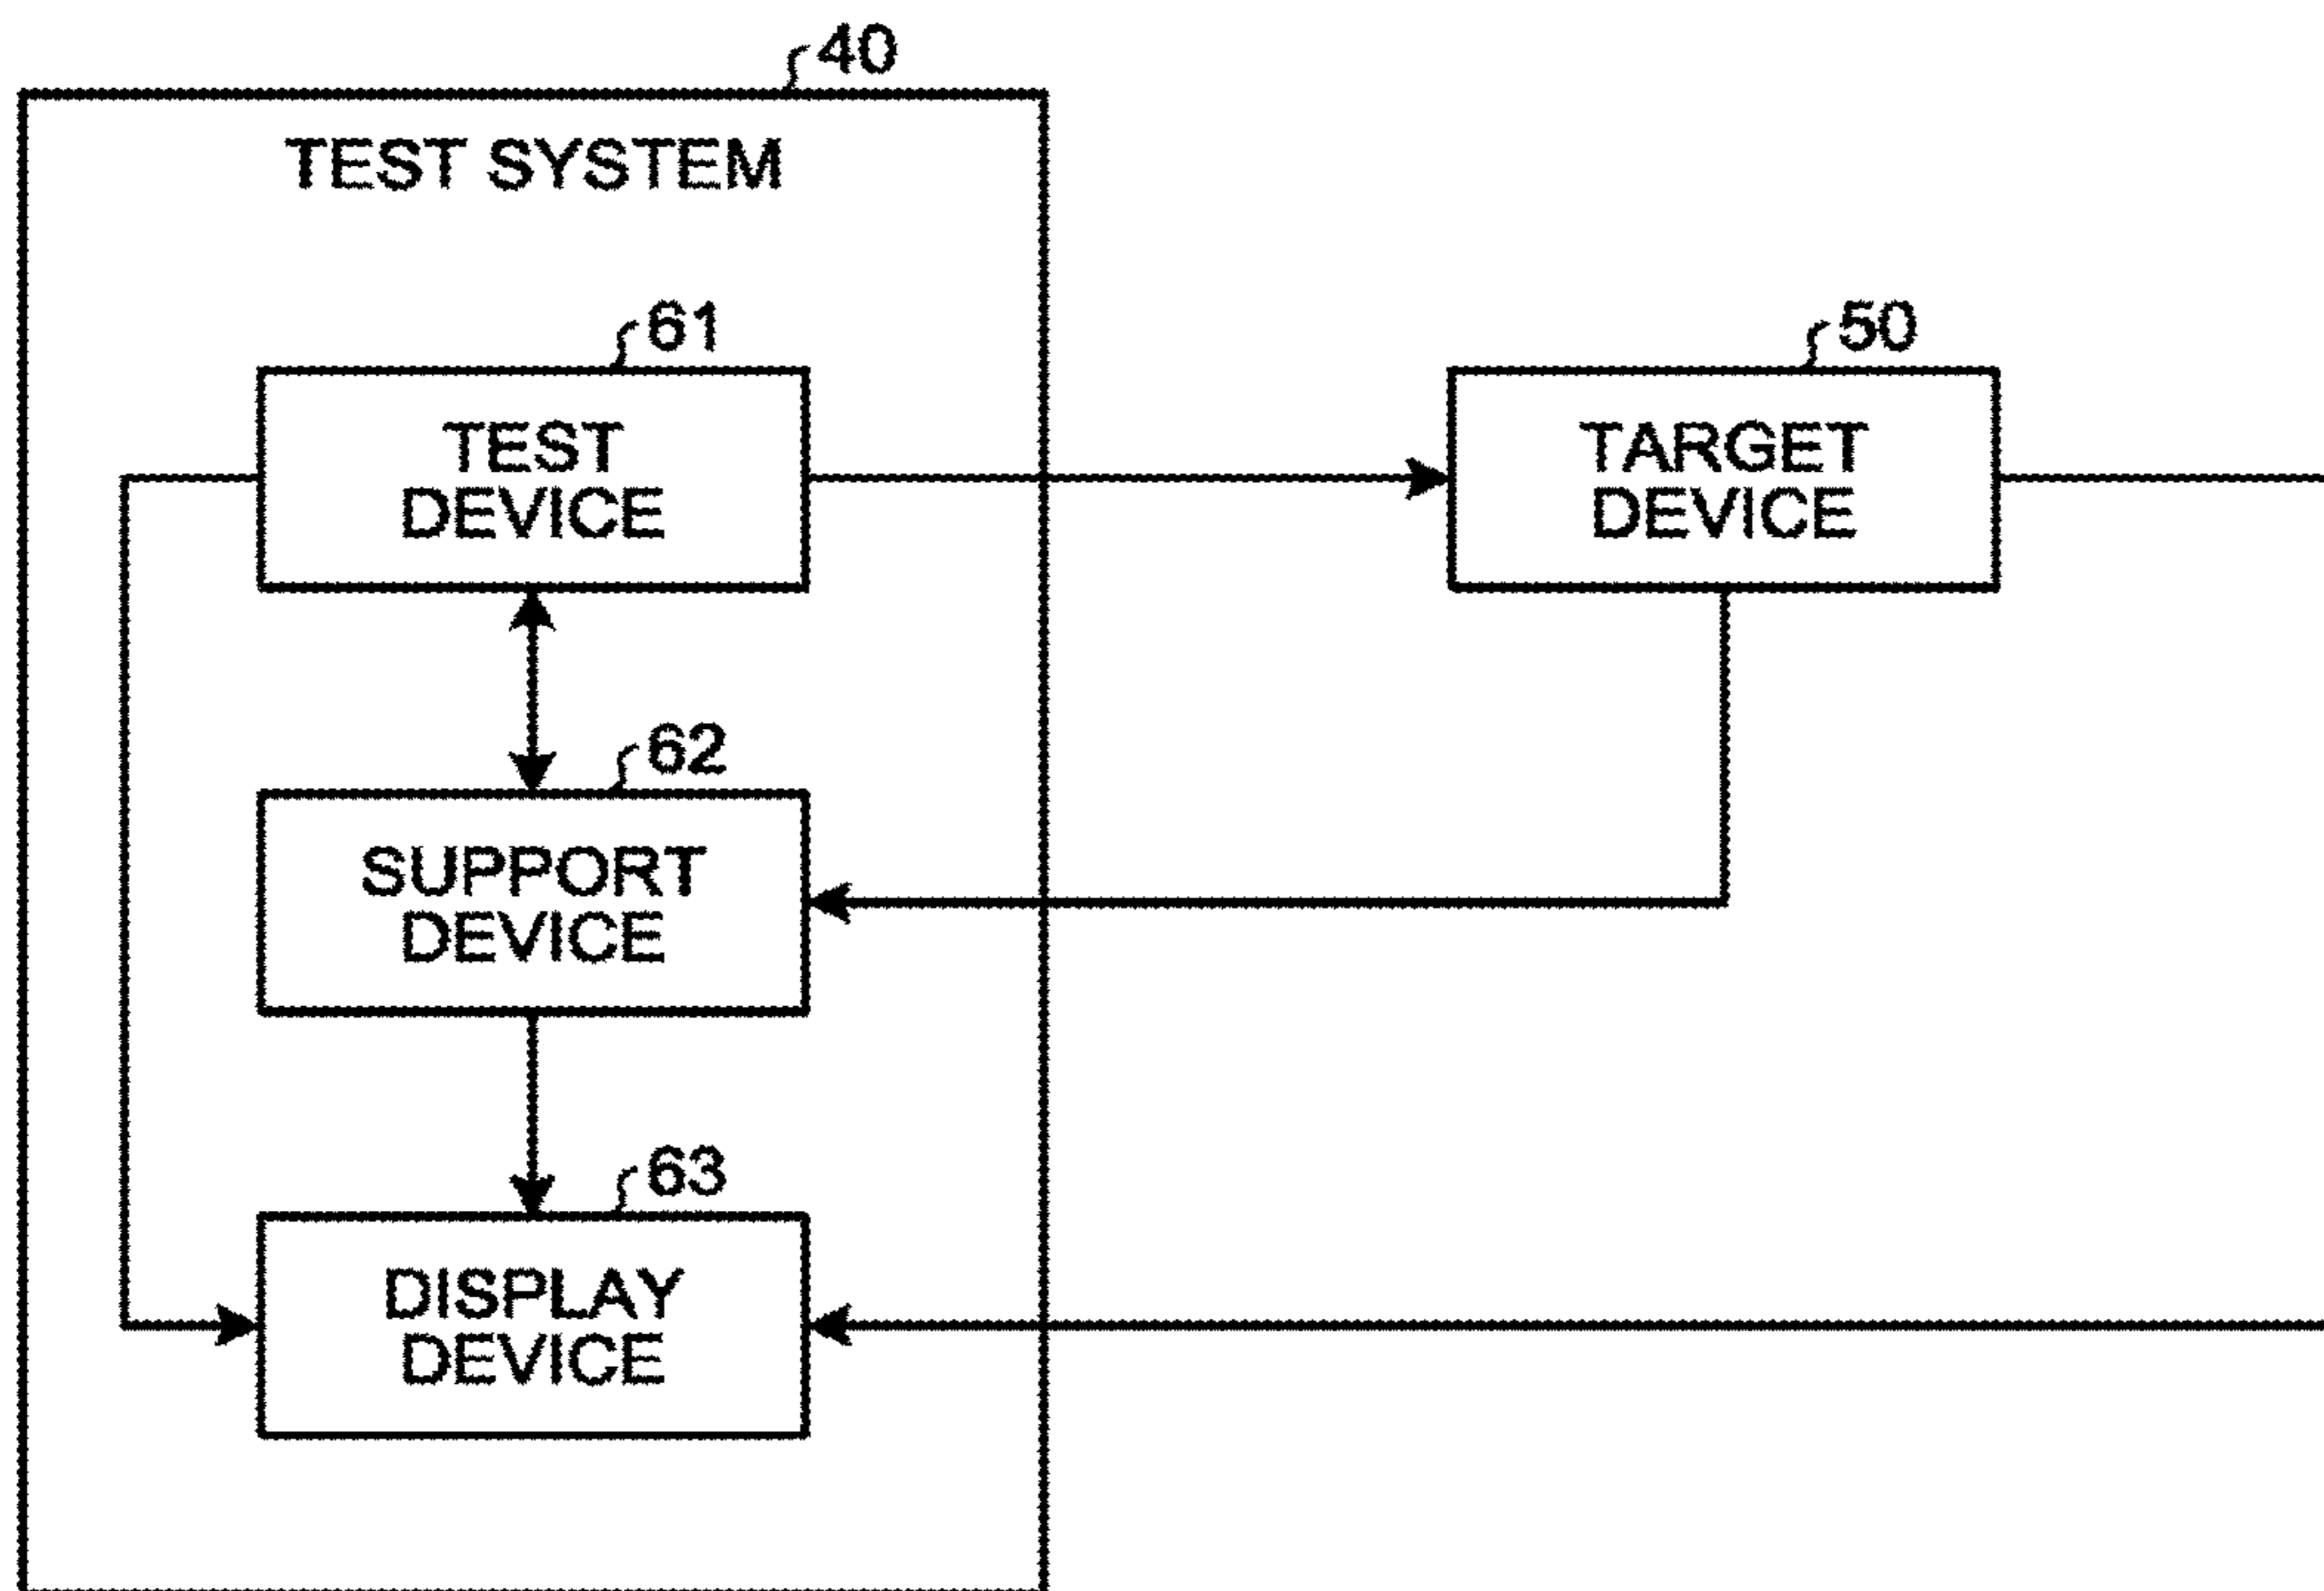 40
TEST SYSTEM
61
TEST
DEVICE
50
TARGET
DEVICE
62
SUPPORT
DEVICE
63
DISPLAY
DEVICE